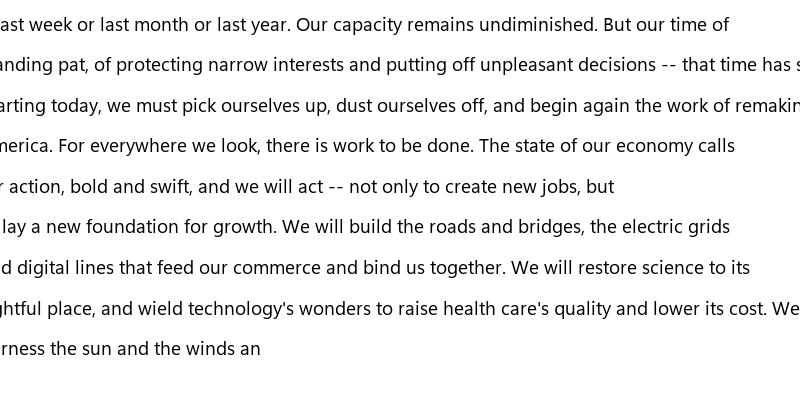 last week or last month or last year. Our capacity remains undiminished. But our time of
anding pat, of protecting narrow interests and putting off unpleasant decisions -- that time has s
arting today, we must pick ourselves up, dust ourselves off, and begin again the work of remakin
merica. For everywhere we look, there is work to be done. The state of our economy calls
r action, bold and swift, and we will act -- not only to create new jobs, but
lay a new foundation for growth. We will build the roads and bridges, the electric grids
d digital lines that feed our commerce and bind us together. We will restore science to its
ghtful place, and wield technology's wonders to raise health care's quality and lower its cost. We
rness the sun and the winds an